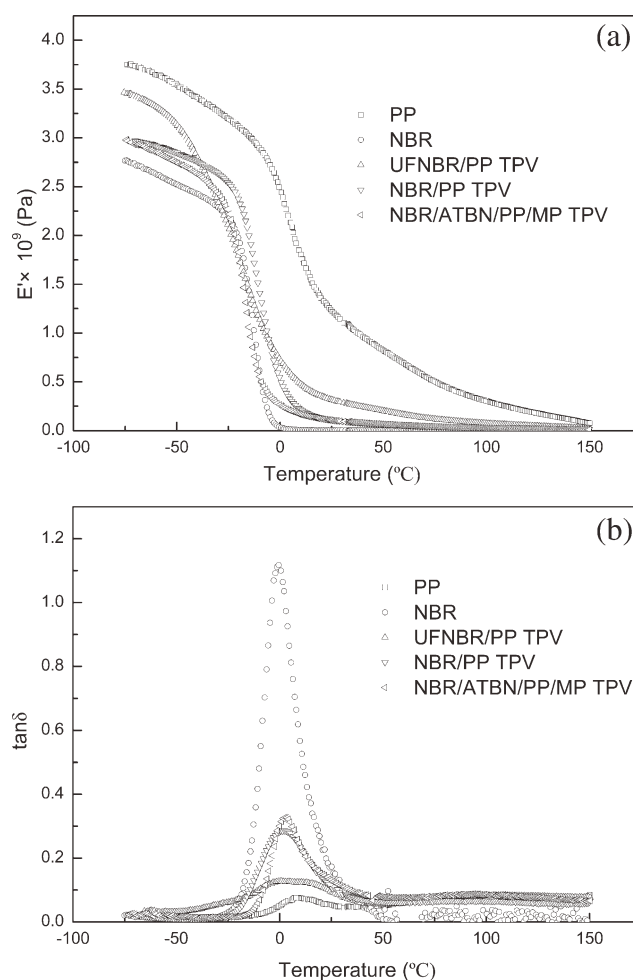 (a)
4.0
3.5
3.0
2.5
2.0
1.5
1.0
0.5
0.0
E'× 10⁹ (Pa)
PP
NBR
UFNBR/PP TPV
NBR/PP TPV
NBR/ATBN/PP/MP TPV
-100 -50 0 50 100 150
Temperature (ºC)
(b)
1.2
1.0
0.8
0.6
0.4
0.2
0.0
tanδ
PP
NBR
UFNBR/PP TPV
NBR/PP TPV
NBR/ATBN/PP/MP TPV
-100 -50 0 50 100 150
Temperature (ºC)